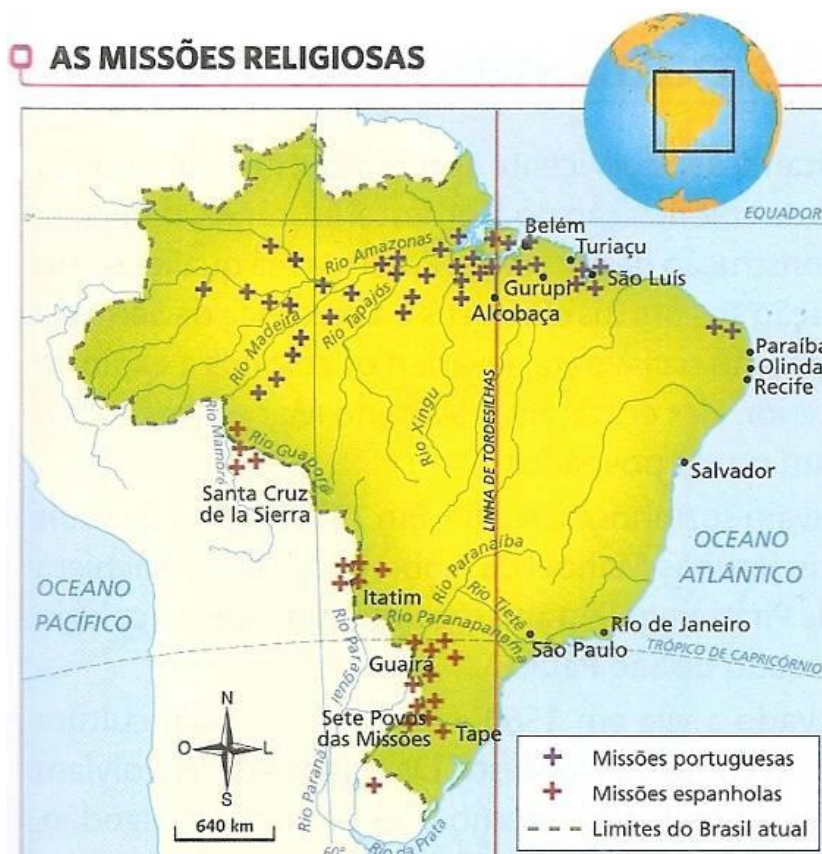 AS MISSÕES RELIGIOSAS
0°
EQUADOR
Belém
Turiaçu
Rio Amazonas
Gurupi
São Luís
Alcobaça
Rio Tapajós
Rio Madeira
Paraíba
Olinda
Recife
Rio Xingu
LINHA DE TORDESILHAS
Rio Mamoré
Rio Guaporé
Santa Cruz
de la Sierra
Salvador
OCEANO
PACÍFICO
OCEANO
ATLÂNTICO
Rio Paranaíba
Itatim
Rio Tietê
Rio Paranapanema
Rio Paraguai
Guairá
São Paulo
Rio de Janeiro
TRÓPICO DE CAPRICÓRNIO
Sete Povos
das Missões
Tape
Rio Paraná
Rio da Prata
N
O
L
S
640 km
60°
Missões portuguesas
Missões espanholas
Limites do Brasil atual